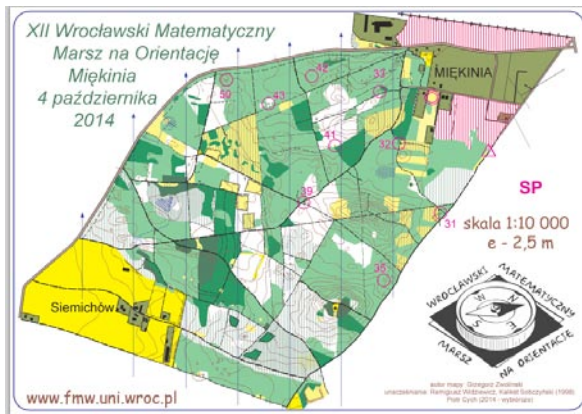 XII Wrocławski Matematyczny
Marsz na Orientację
Miękinia
4 października
2014
MIĘKINIA
50
42
43
33
41
32
39
31
35
SP
skala 1:10 000
e - 2,5 m
Siemichów
WROCŁAWSKI
MATEMATYCZNY
MARSZ
NA ORIENTACJE
N
E
S
W
autor mapy: Grzegorz Zwoliński
www.fmw.uni.wroc.pl